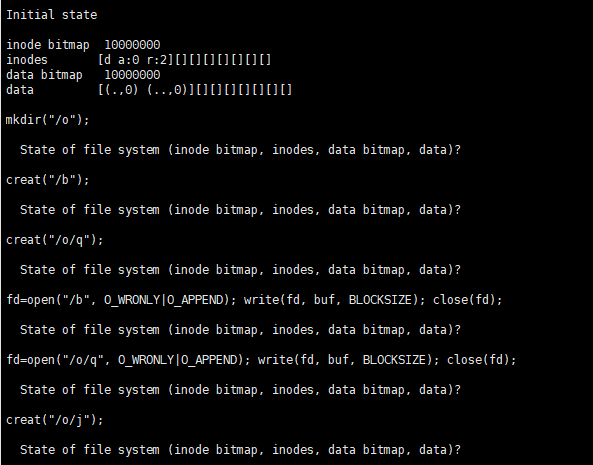 Initial state
inode bitmap  10000000
inodes       [d a:0 r:2][][][][][][][]
data bitmap   10000000
data         [(.,0) (..,0)][][][][][][][]
mkdir("/o");
  State of file system (inode bitmap, inodes, data bitmap, data)?
creat("/b");
  State of file system (inode bitmap, inodes, data bitmap, data)?
creat("/o/q");
  State of file system (inode bitmap, inodes, data bitmap, data)?
fd=open("/b", O_WRONLY|O_APPEND); write(fd, buf, BLOCKSIZE); close(fd);
  State of file system (inode bitmap, inodes, data bitmap, data)?
fd=open("/o/q", O_WRONLY|O_APPEND); write(fd, buf, BLOCKSIZE); close(fd);
  State of file system (inode bitmap, inodes, data bitmap, data)?
creat("/o/j");
  State of file system (inode bitmap, inodes, data bitmap, data)?